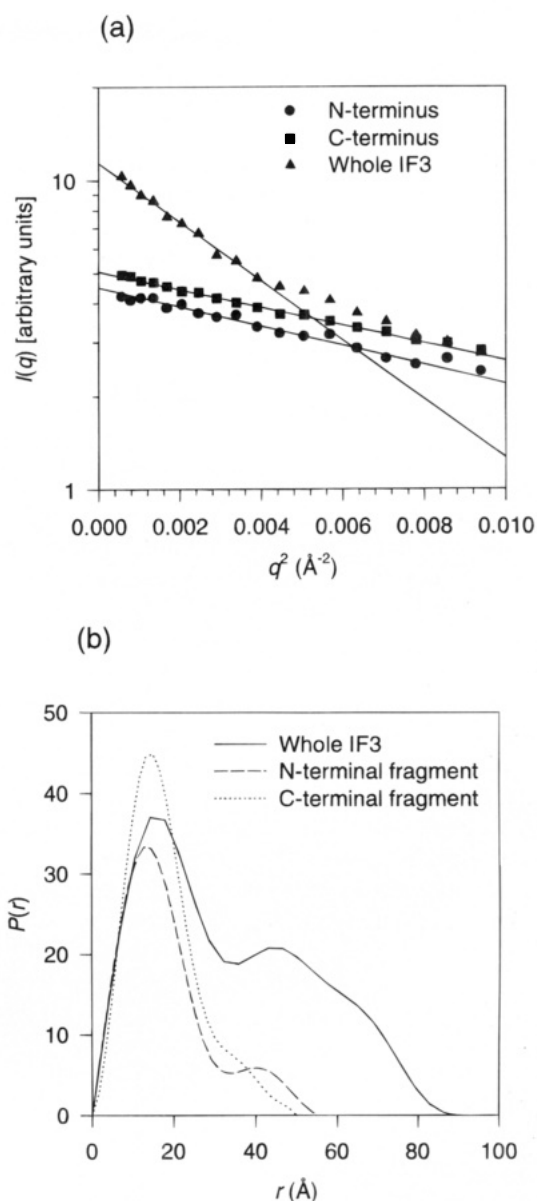 (a)
N-terminus
C-terminus
Whole IF3
10
1
I(q) [arbitrary units]
0.000 0.002 0.004 0.006 0.008 0.010
q² (Å⁻²)
(b)
50
40
30
20
10
0
P(r)
Whole IF3
N-terminal fragment
C-terminal fragment
0 20 40 60 80 100
r (Å)